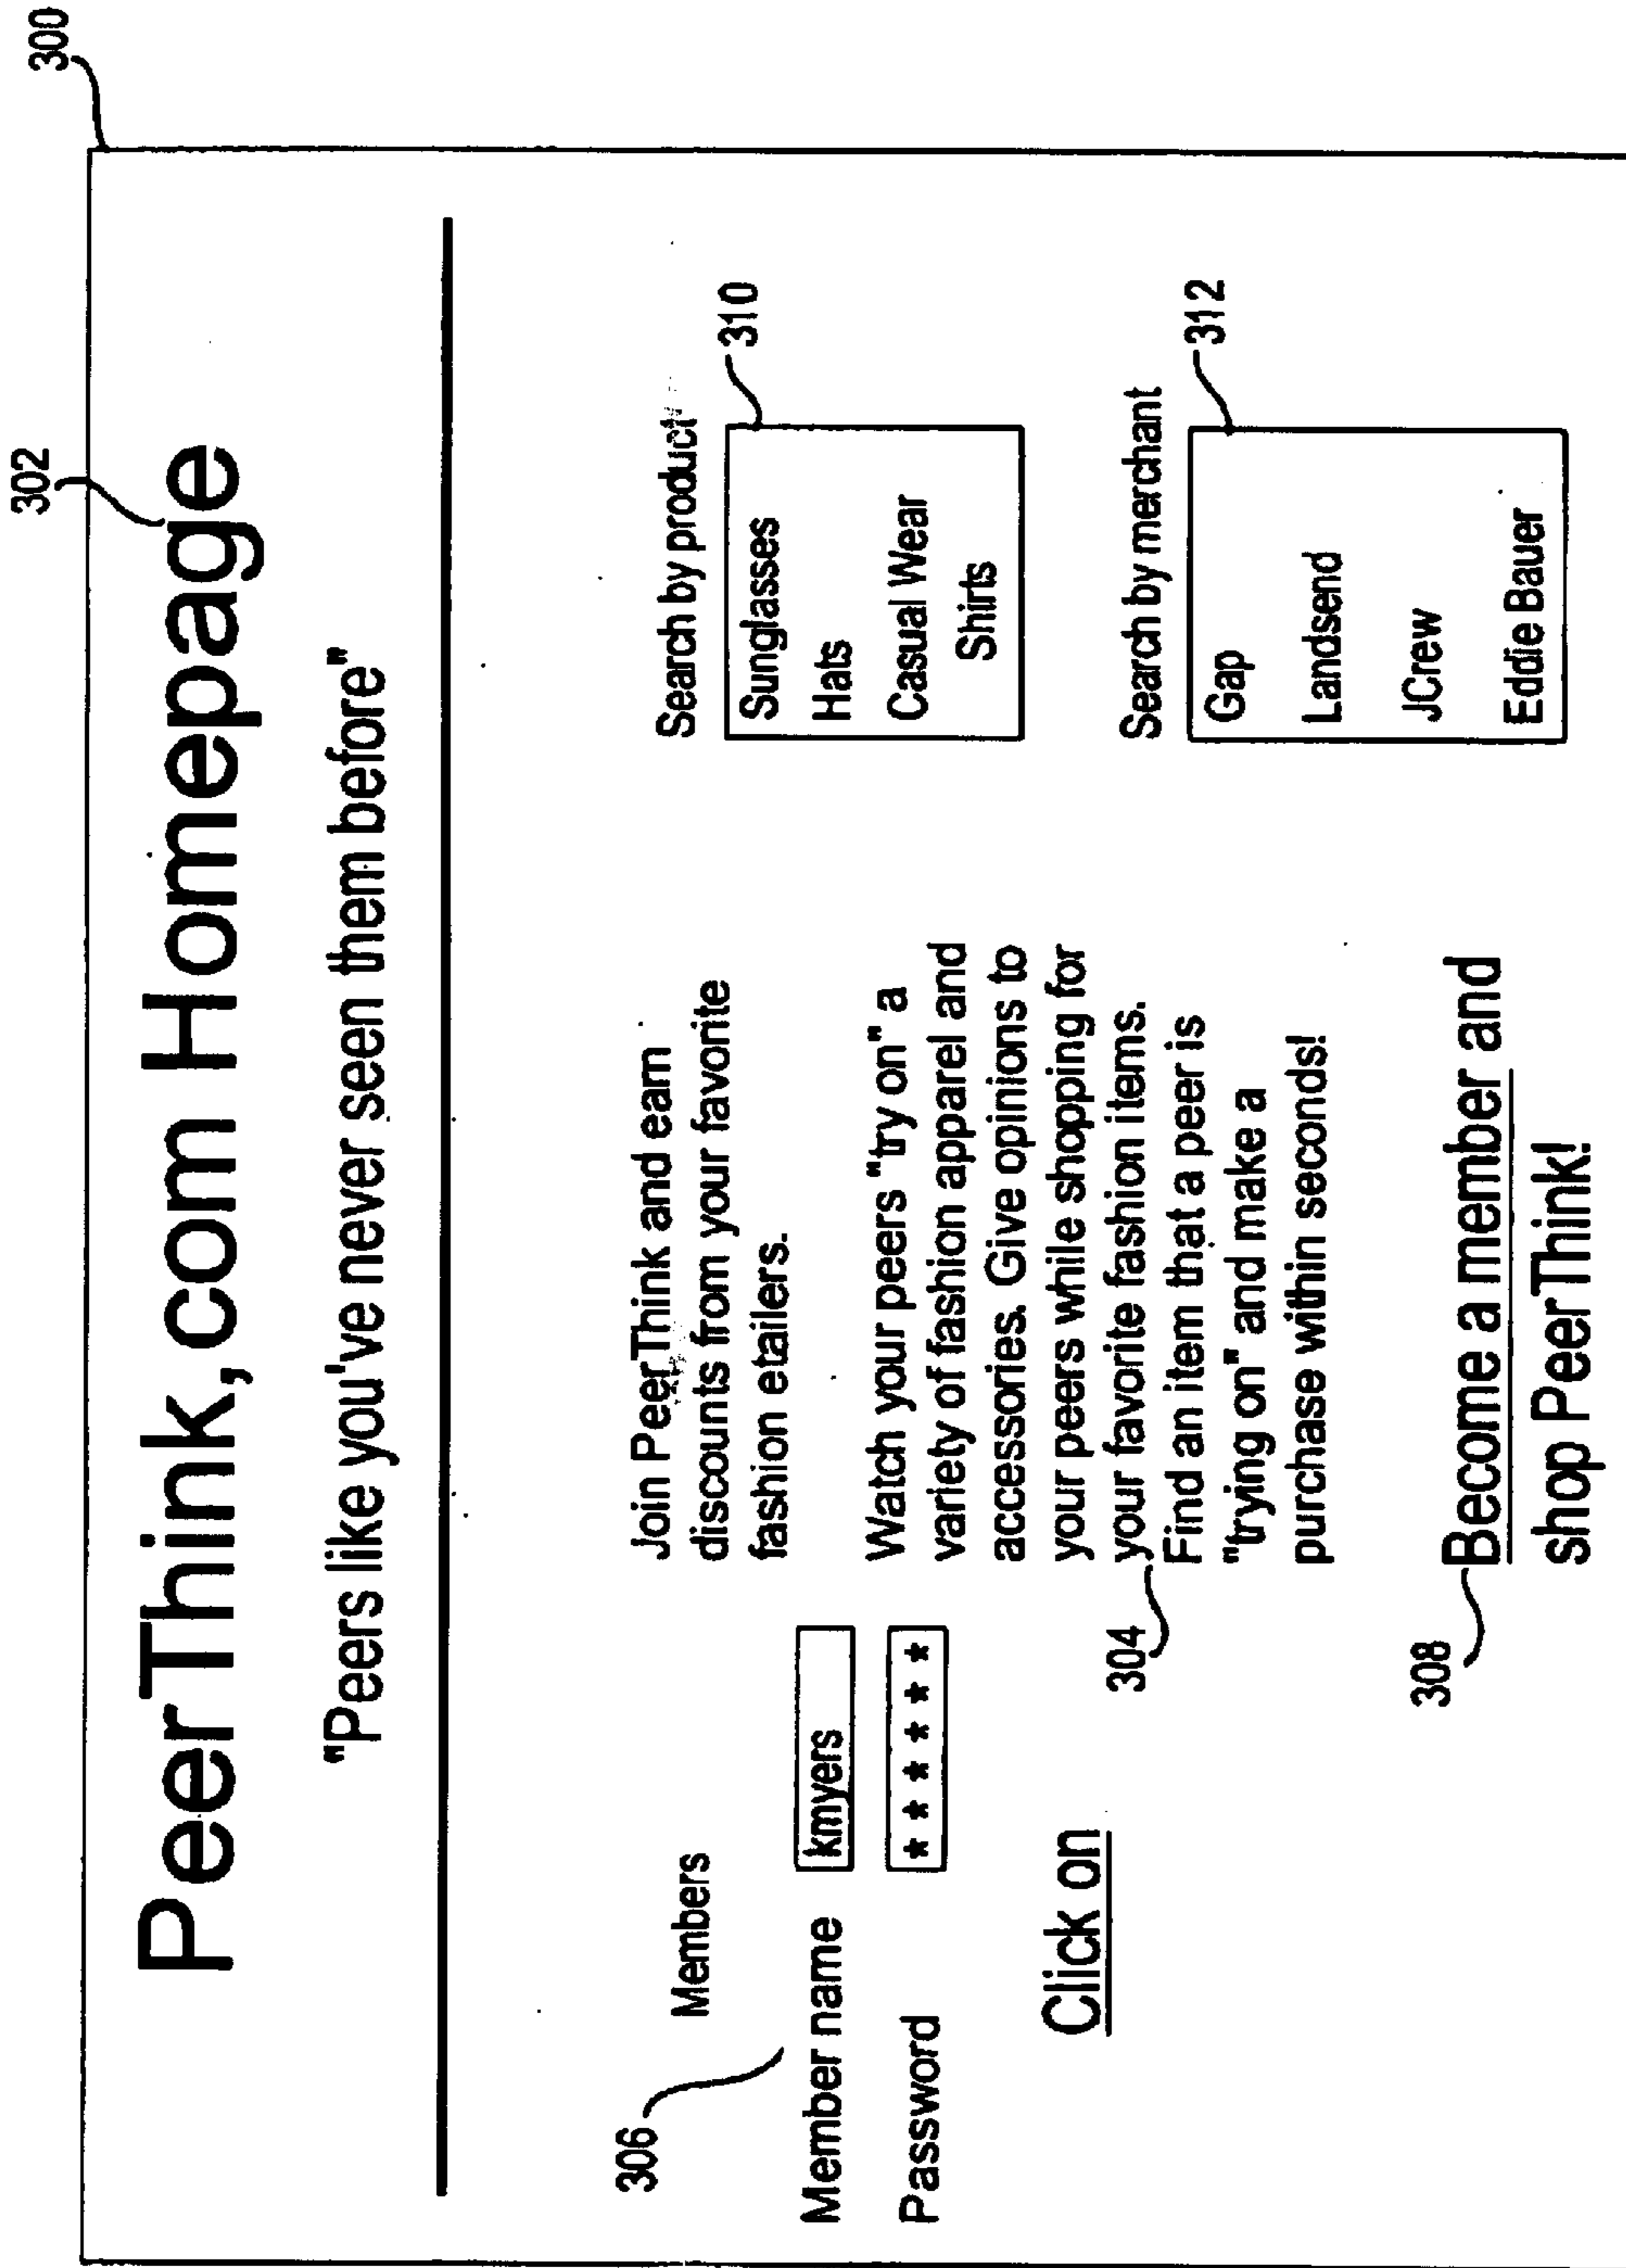 300
302
PeerThink,com Homepage
"Peers like you've never seen them before"
306
Members
Member name kmyers
Password ******
Click on
Join PeerThink and earn
discounts from your favorite
fashion etailers.
Watch your peers "try on" a
variety of fashion apparel and
accessories. Give opinions to
your peers while shopping for
your favorite fashion items.
304
Find an item that a peer is
"trying on" and make a
purchase within seconds!
308
Become a member and
shop PeerThink!
Search by product
310
Sunglasses
Hats
Casual Wear
Shirts
Search by merchant
312
Gap
Landsend
JCrew
Eddie Bauer